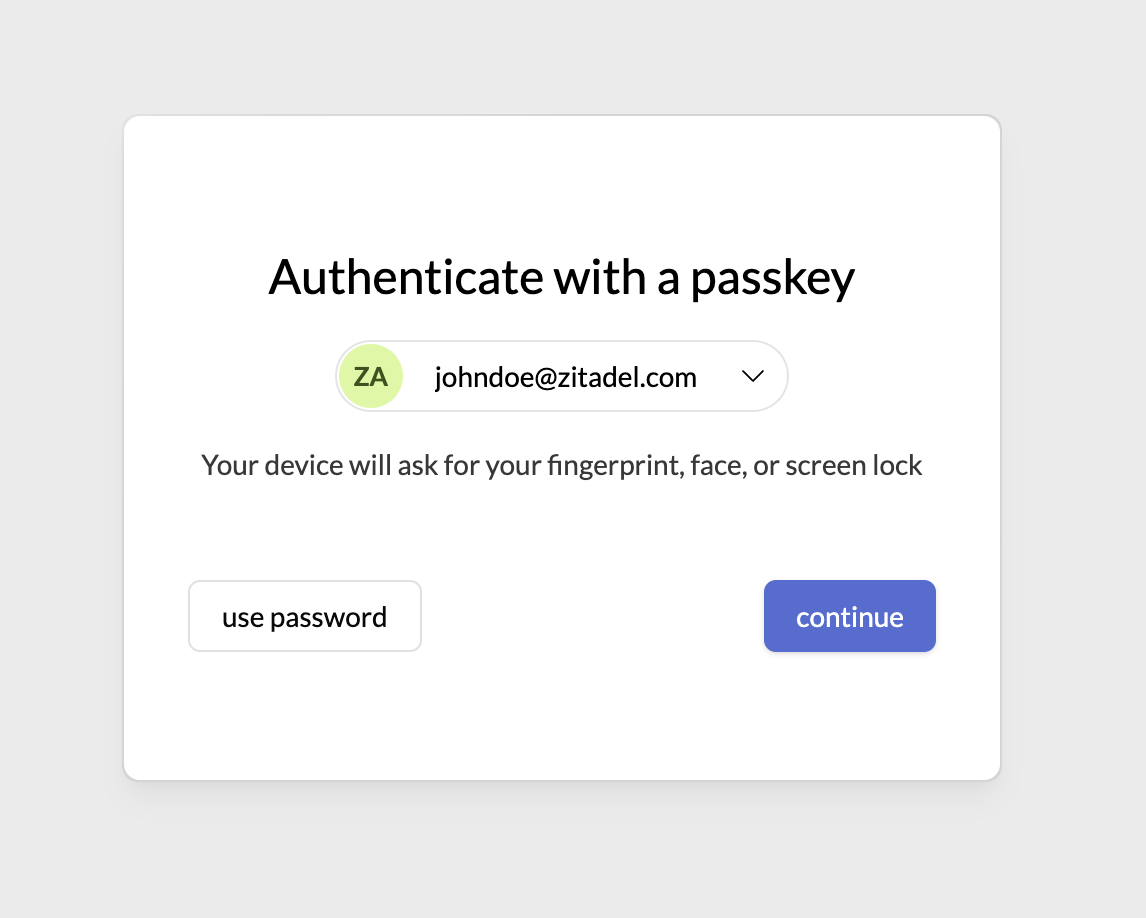 Authenticate with a passkey
ZA johndoe@zitadel.com
Your device will ask for your fingerprint, face, or screen lock
use password continue